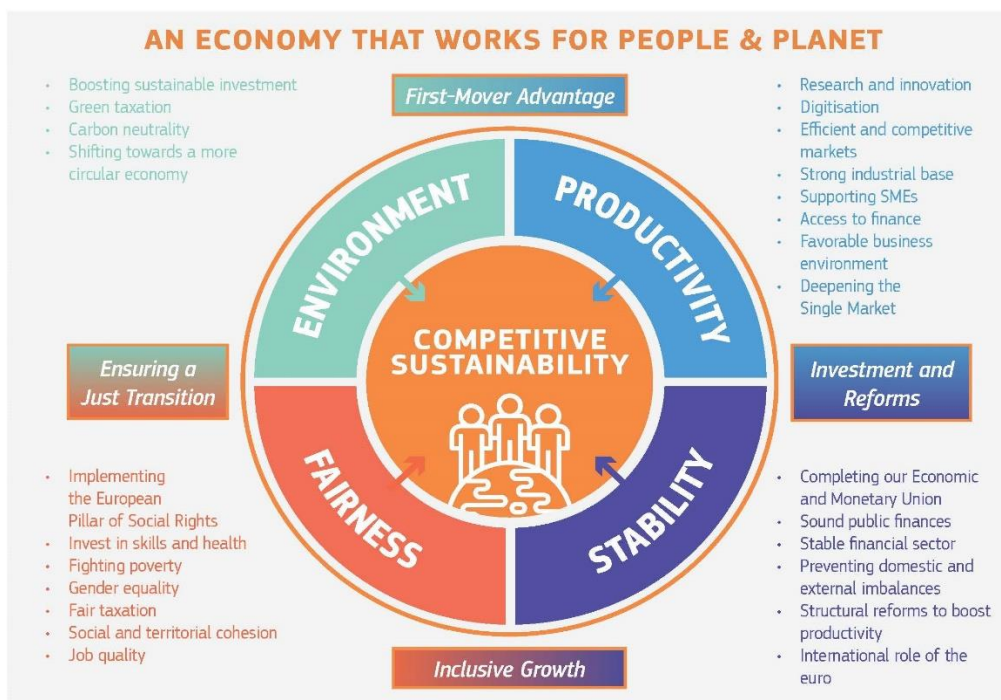 AN ECONOMY THAT WORKS FOR PEOPLE & PLANET
• Boosting sustainable investment
• Green taxation
• Carbon neutrality
• Shifting towards a more
circular economy
First-Mover Advantage
• Research and innovation
• Digitisation
• Efficient and competitive
markets
• Strong industrial base
• Supporting SMEs
• Access to finance
• Favorable business
environment
• Deepening the
Single Market
ENVIRONMENT
PRODUCTIVITY
COMPETITIVE
SUSTAINABILITY
Ensuring a
Just Transition
Investment and
Reforms
FAIRNESS
STABILITY
• Implementing
the European
Pillar of Social Rights
• Invest in skills and health
• Fighting poverty
• Gender equality
• Fair taxation
• Social and territorial cohesion
• Job quality
• Completing our Economic
and Monetary Union
• Sound public finances
• Stable financial sector
• Preventing domestic and
external imbalances
• Structural reforms to boost
productivity
• International role of the
euro
Inclusive Growth